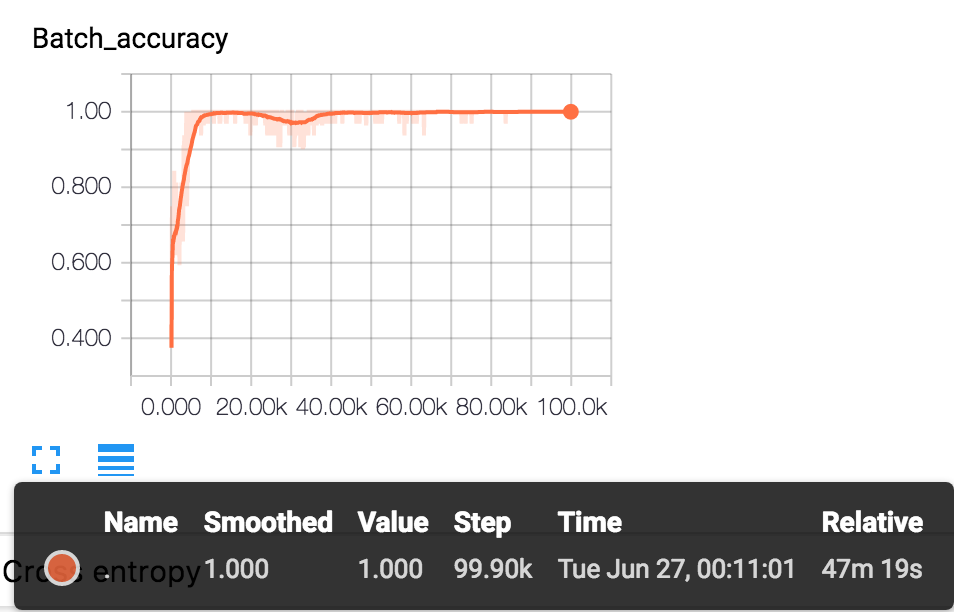 Batch_accuracy
1.00
0.800
0.600
0.400
0.000 20.00k 40.00k 60.00k 80.00k 100.0k
Name Smoothed Value Step Time Relative
. 1.000 1.000 99.90k Tue Jun 27, 00:11:01 47m 19s
Cross entropy